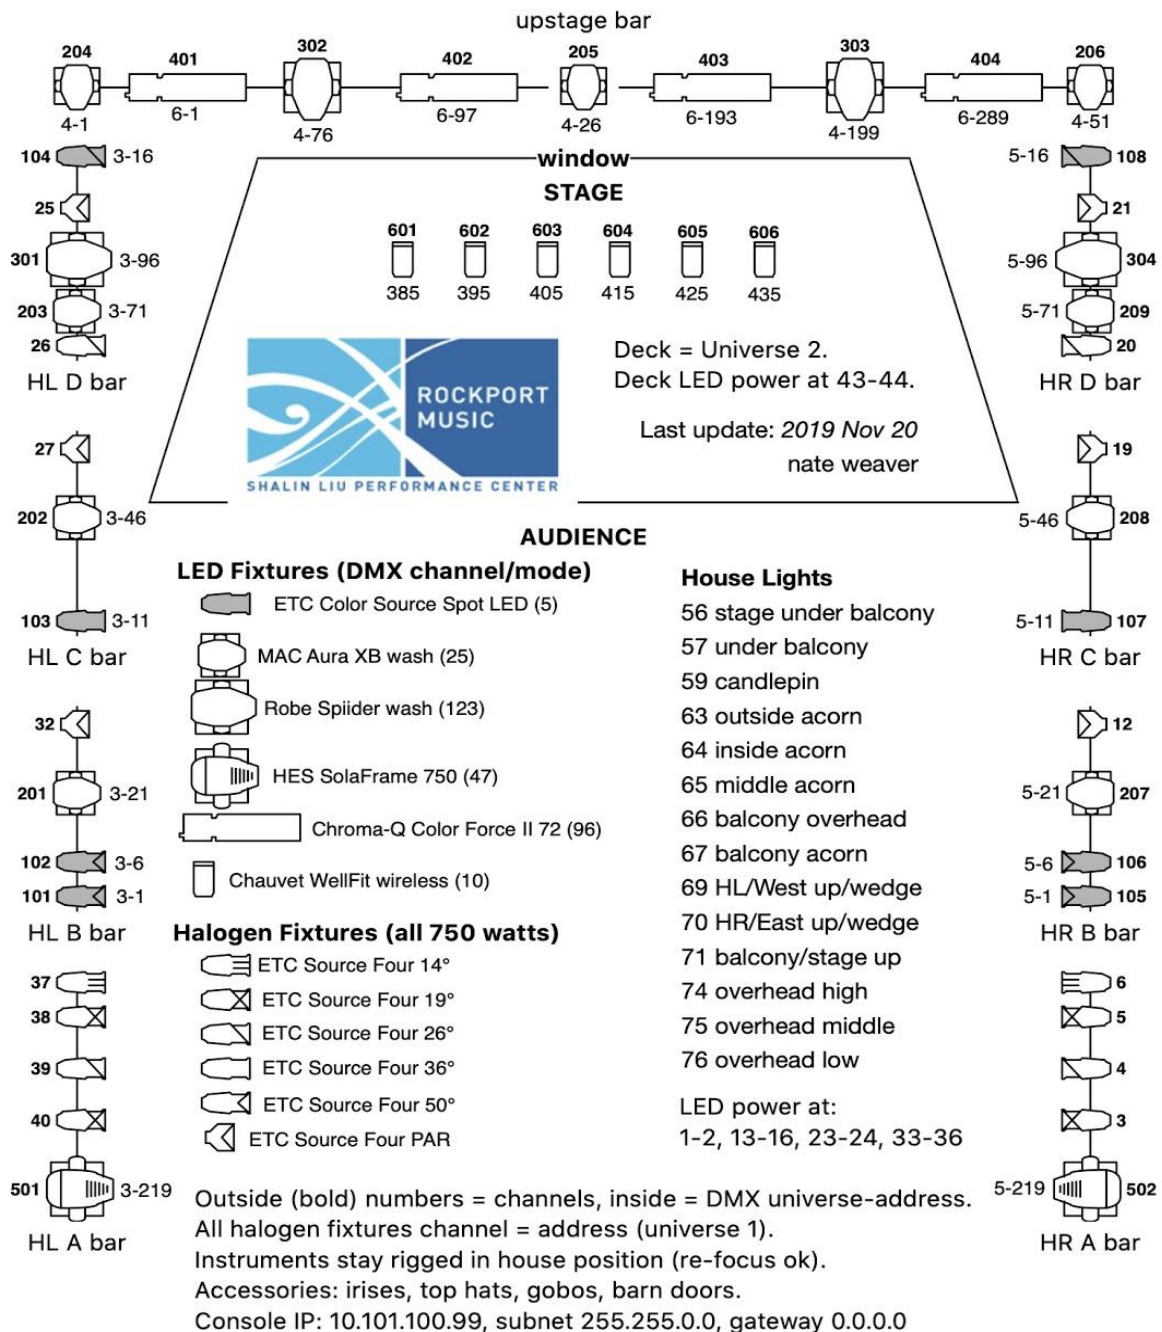 upstage bar
204 401 302 402 205 403 303 404 206
4-1 6-1 4-76 6-97 4-26 6-193 4-199 6-289 4-51
104 3-16
25
301 3-96
203 3-71
26
HL D bar
27
202 3-46
103 3-11
HL C bar
32
201 3-21
102 3-6
101 3-1
HL B bar
37
38
39
40
501 3-219
HL A bar
window
STAGE
601 602 603 604 605 606
385 395 405 415 425 435
ROCKPORT
MUSIC
SHALIN LIU PERFORMANCE CENTER
Deck = Universe 2.
Deck LED power at 43-44.
Last update: 2019 Nov 20
nate weaver
AUDIENCE
LED Fixtures (DMX channel/mode)
ETC Color Source Spot LED (5)
MAC Aura XB wash (25)
Robe Spiider wash (123)
HES SolaFrame 750 (47)
Chroma-Q Color Force II 72 (96)
Chauvet WellFit wireless (10)
Halogen Fixtures (all 750 watts)
ETC Source Four 14°
ETC Source Four 19°
ETC Source Four 26°
ETC Source Four 36°
ETC Source Four 50°
ETC Source Four PAR
House Lights
56 stage under balcony
57 under balcony
59 candlepin
63 outside acorn
64 inside acorn
65 middle acorn
66 balcony overhead
67 balcony acorn
69 HL/West up/wedge
70 HR/East up/wedge
71 balcony/stage up
74 overhead high
75 overhead middle
76 overhead low
LED power at:
1-2, 13-16, 23-24, 33-36
5-16 108
21
5-96 304
5-71 209
20
HR D bar
19
5-46 208
5-11 107
HR C bar
12
5-21 207
5-6 106
5-1 105
HR B bar
6
5
4
3
5-219 502
HR A bar
Outside (bold) numbers = channels, inside = DMX universe-address.
All halogen fixtures channel = address (universe 1).
Instruments stay rigged in house position (re-focus ok).
Accessories: irises, top hats, gobos, barn doors.
Console IP: 10.101.100.99, subnet 255.255.0.0, gateway 0.0.0.0